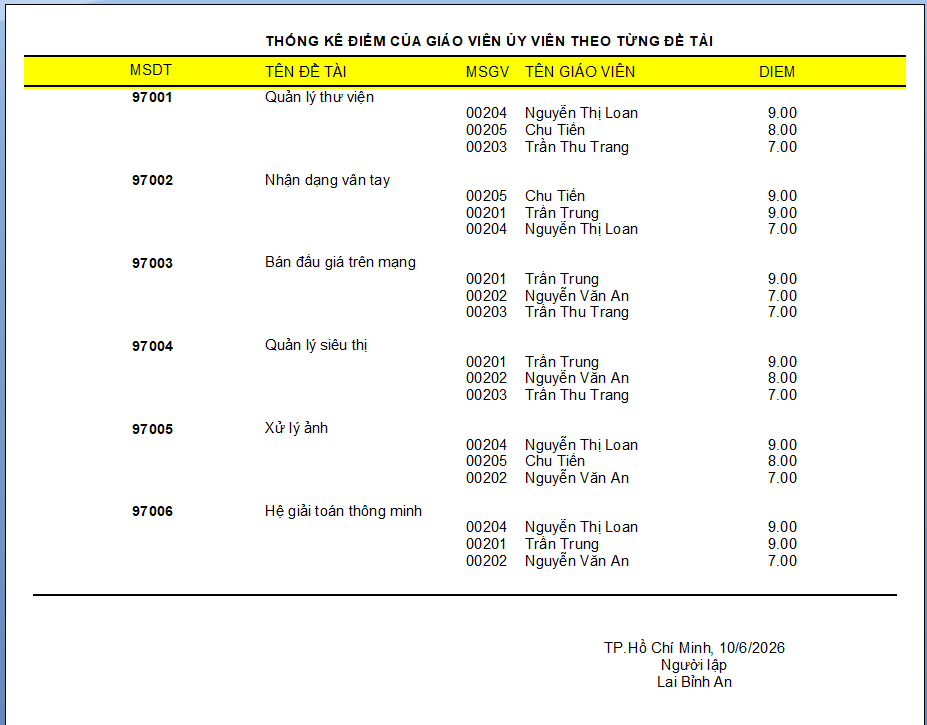 THỐNG KÊ ĐIỂM CỦA GIÁO VIÊN ỦY VIÊN THEO TỪNG ĐỀ TÀI
MSDT TÊN ĐỀ TÀI MSGV TÊN GIÁO VIÊN DIEM
97001 Quản lý thư viện
00204 Nguyễn Thị Loan 9.00
00205 Chu Tiến 8.00
00203 Trần Thu Trang 7.00
97002 Nhận dạng vân tay
00205 Chu Tiến 9.00
00201 Trần Trung 9.00
00204 Nguyễn Thị Loan 7.00
97003 Bán đấu giá trên mạng
00201 Trần Trung 9.00
00202 Nguyễn Văn An 7.00
00203 Trần Thu Trang 7.00
97004 Quản lý siêu thị
00201 Trần Trung 9.00
00202 Nguyễn Văn An 8.00
00203 Trần Thu Trang 7.00
97005 Xử lý ảnh
00204 Nguyễn Thị Loan 9.00
00205 Chu Tiến 8.00
00202 Nguyễn Văn An 7.00
97006 Hệ giải toán thông minh
00204 Nguyễn Thị Loan 9.00
00201 Trần Trung 9.00
00202 Nguyễn Văn An 7.00
TP.Hồ Chí Minh, 10/6/2026
Người lập
Lai Bỉnh An